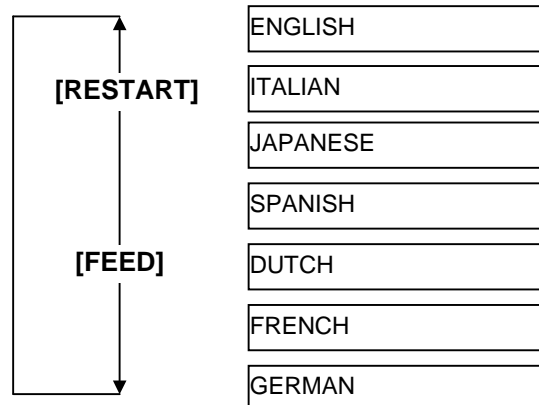 ENGLISH
[RESTART]
ITALIAN
JAPANESE
SPANISH
[FEED]
DUTCH
FRENCH
GERMAN